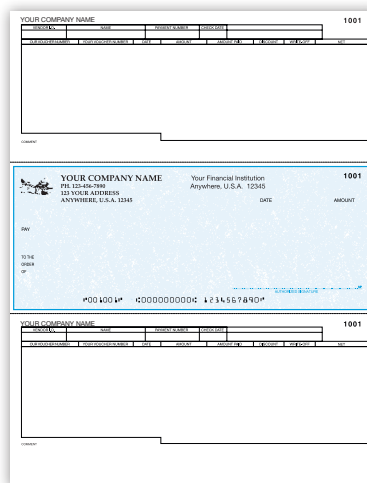 YOUR COMPANY NAME 1001
VENDOR I.D. NAME PAYMENT NUMBER CHECK DATE
OUR VOUCHER NUMBER YOUR VOUCHER NUMBER DATE AMOUNT AMOUNT PAID DISCOUNT WRITE-OFF NET
COMMENT
YOUR COMPANY NAME Your Financial Institution 1001
PH. 123-456-7890 Anywhere, U.S.A. 12345
123 YOUR ADDRESS
ANYWHERE, U.S.A. 12345 DATE AMOUNT
PAY
TO THE
ORDER
OF
AUTHORIZED SIGNATURE
⑈001001⑈ ⑆000000000⑆ 1234567890⑈
YOUR COMPANY NAME 1001
VENDOR I.D. NAME PAYMENT NUMBER CHECK DATE
OUR VOUCHER NUMBER YOUR VOUCHER NUMBER DATE AMOUNT AMOUNT PAID DISCOUNT WRITE-OFF NET
COMMENT